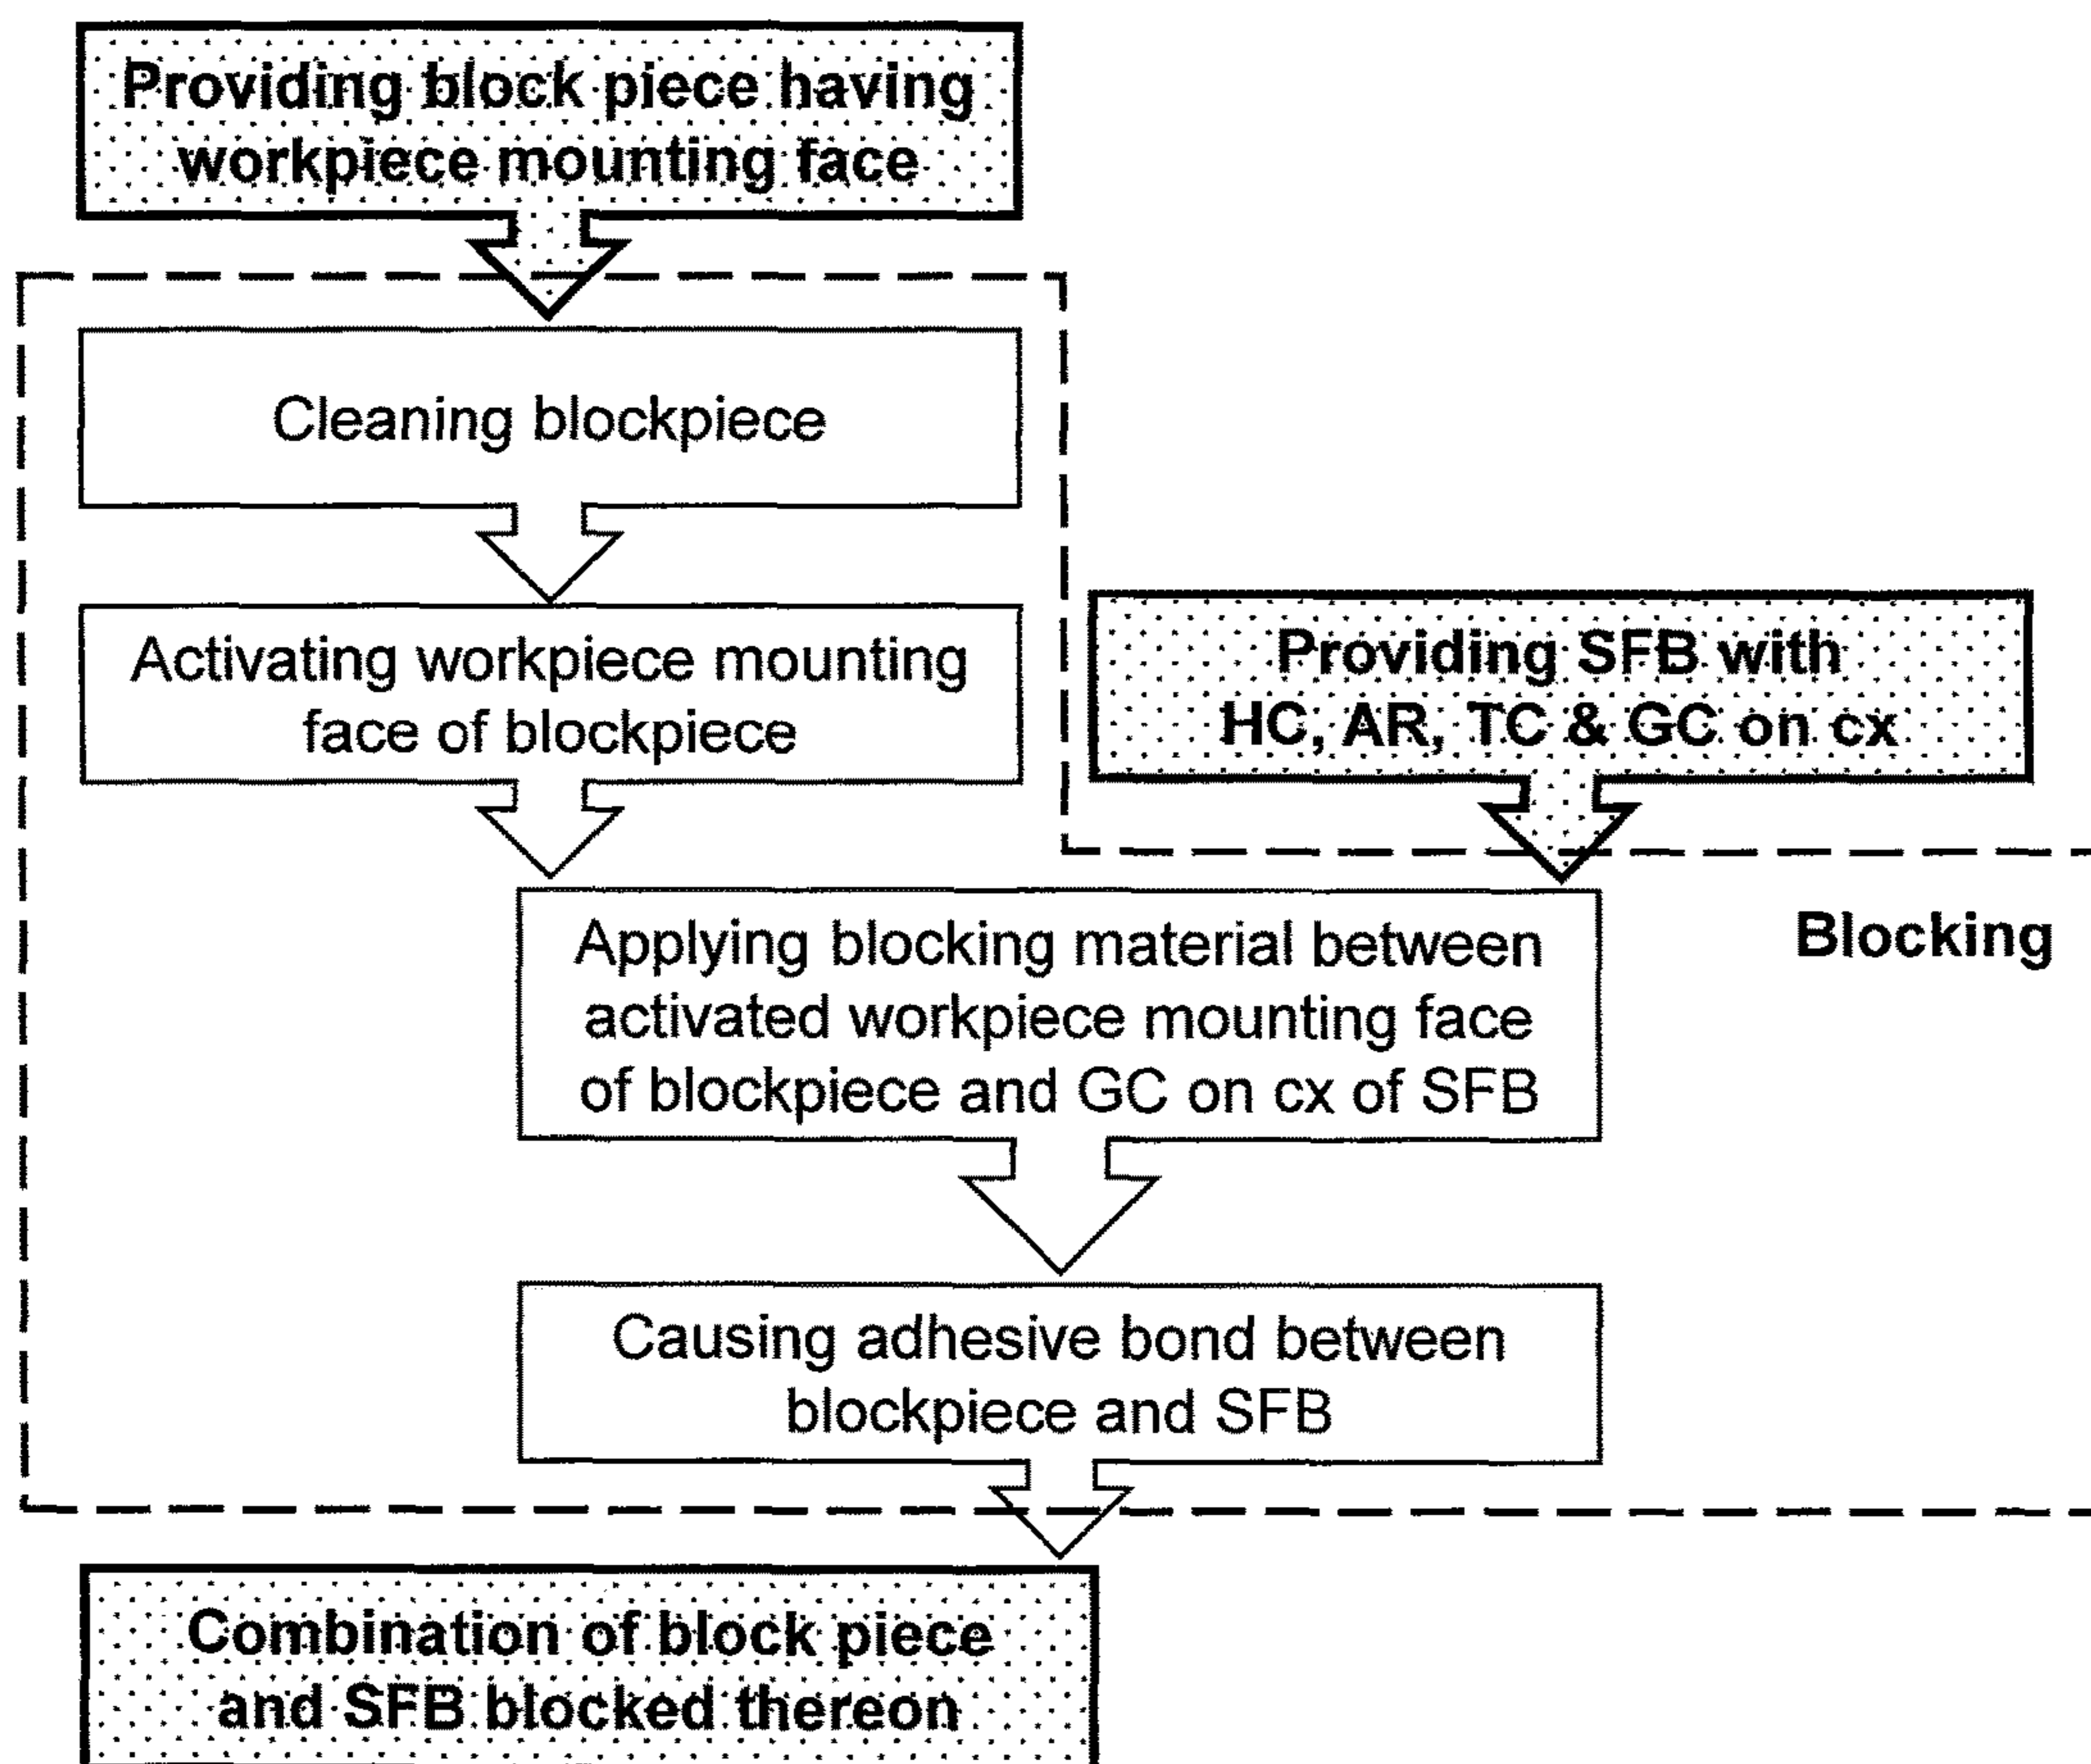 Providing block piece having
workpiece mounting face
Cleaning blockpiece
Activating workpiece mounting
face of blockpiece
Providing SFB with
HC, AR, TC & GC on cx
Applying blocking material between
activated workpiece mounting face
of blockpiece and GC on cx of SFB
Blocking
Causing adhesive bond between
blockpiece and SFB
Combination of block piece
and SFB blocked thereon